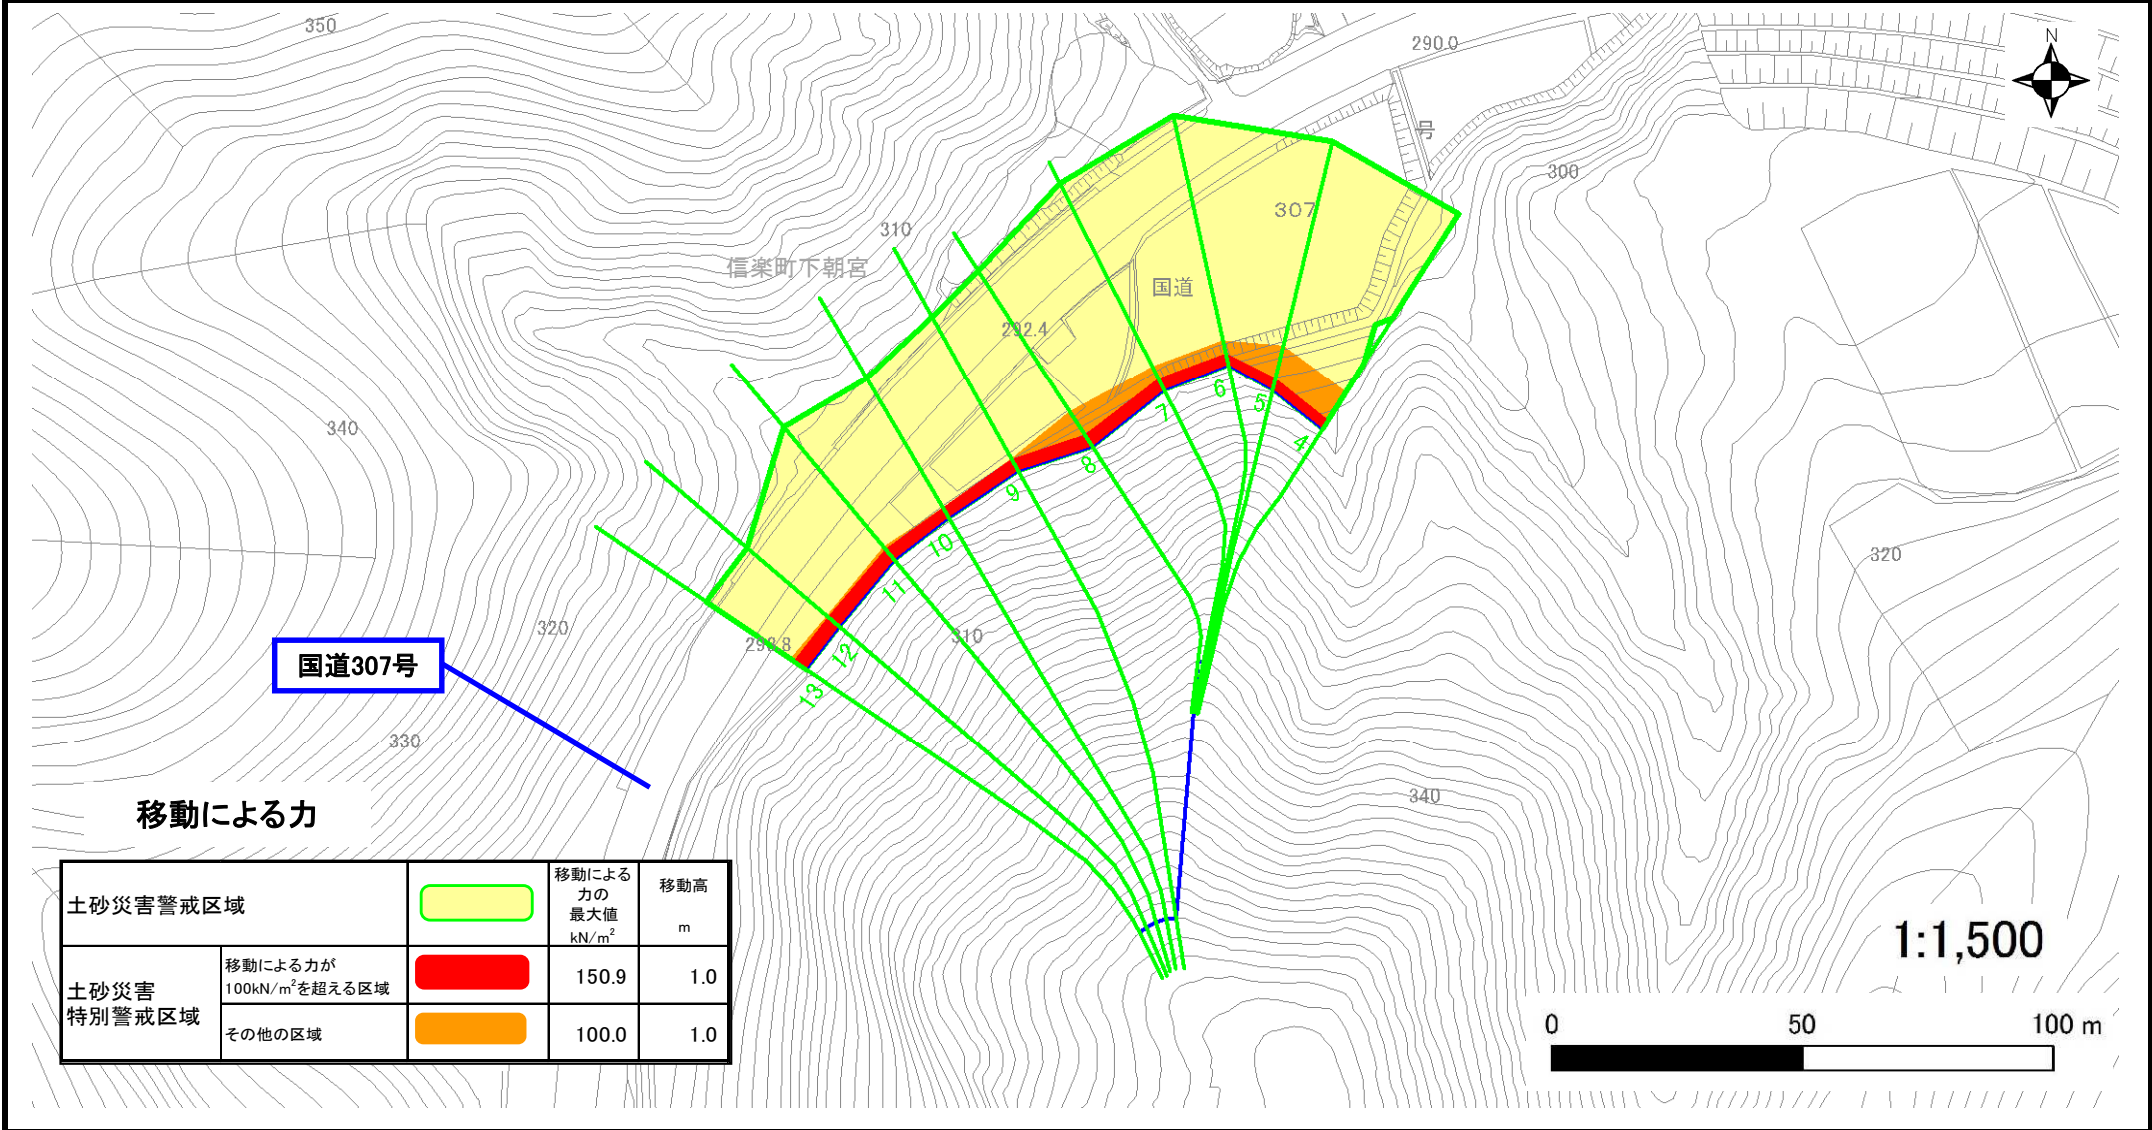 350
290.0
N
号
300
307
310
信楽町下朝宮
国道
292.4
6
7
5
4
340
8
9
10
320
11
310
320
12
293.8
国道307号
13
330
340
移動による力
土砂災害警戒区域
移動による
力の
最大値
kN/m²
移動高
m
土砂災害
特別警戒区域
移動による力が
100kN/m²を超える区域
150.9
1.0
その他の区域
100.0
1.0
1:1,500
0 50 100 m